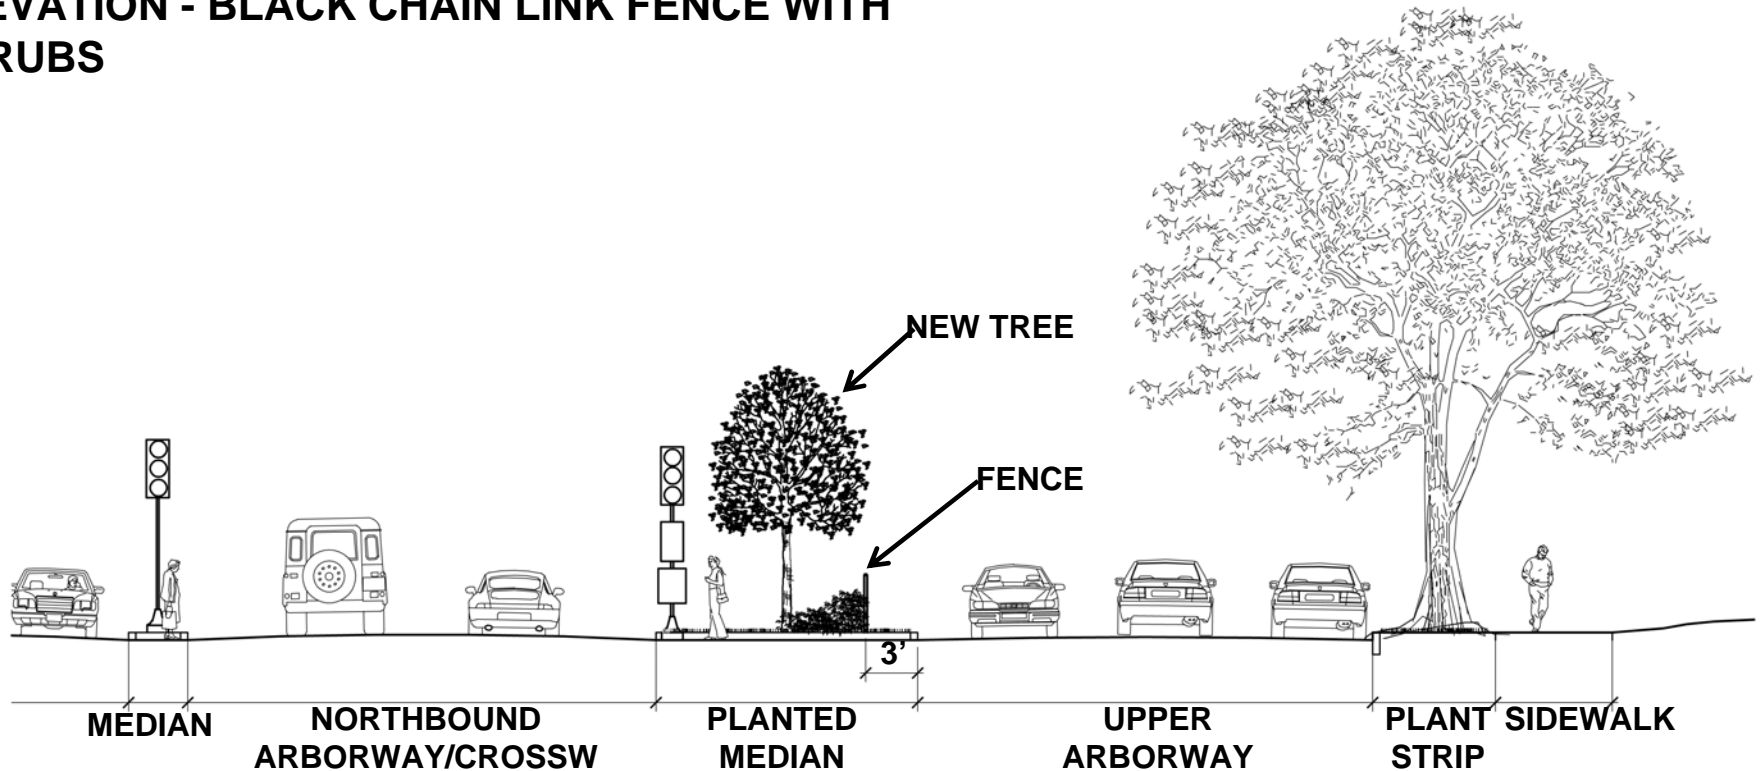 EVATION - BLACK CHAIN LINK FENCE WITH
RUBS
NEW TREE
FENCE
3’
MEDIAN
NORTHBOUND
ARBORWAY/CROSSW
PLANTED
MEDIAN
UPPER
ARBORWAY
PLANT
STRIP
SIDEWALK